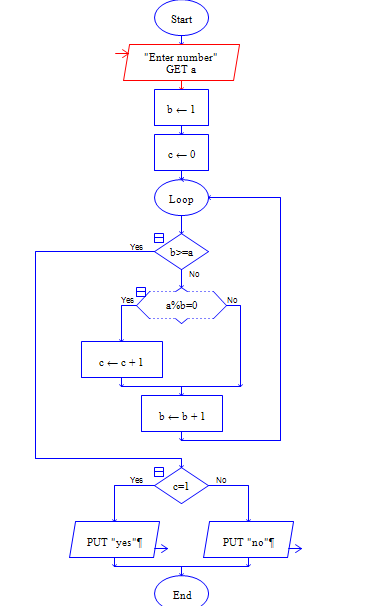 Start
"Enter number"
GET a
b ← 1
c ← 0
Loop
Yes
b>=a
No
Yes
a%b=0
No
c ← c + 1
b ← b + 1
Yes
c=1
No
PUT "yes"¶
PUT "no"¶
End